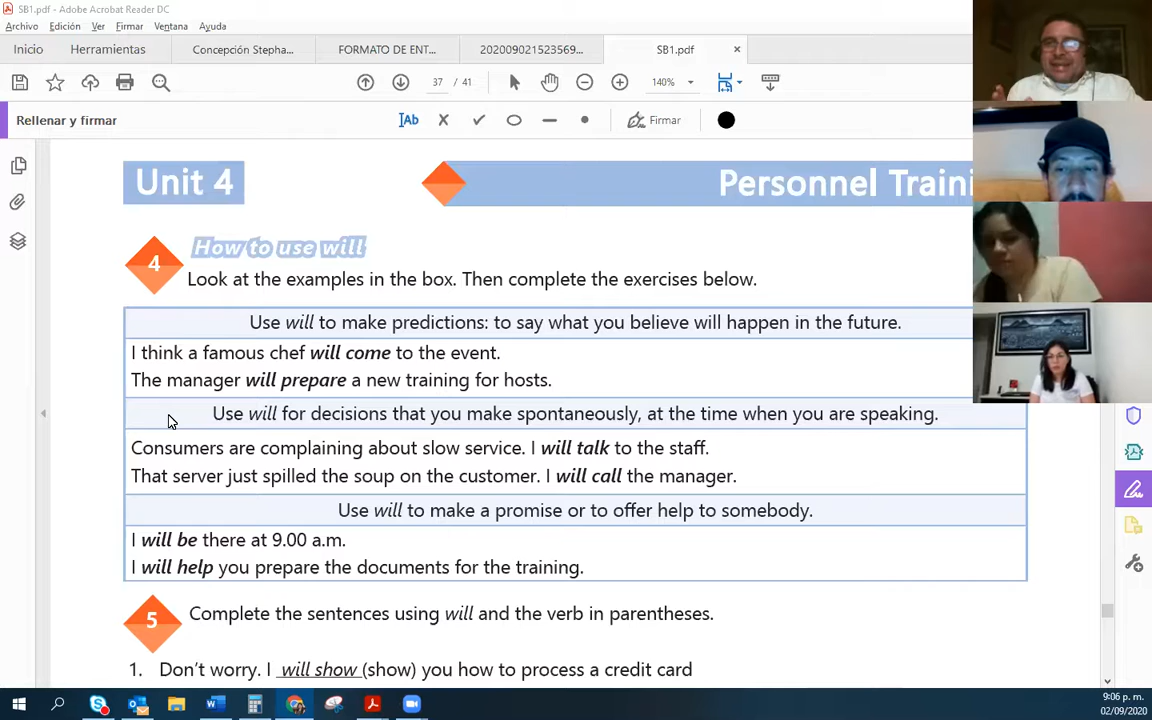 SB1.pdf - Adobe Acrobat Reader DC
Archivo Edición Ver Firmar Ventana Ayuda
Inicio Herramientas Concepción Stepha... FORMATO DE ENT... 202009021523569... SB1.pdf ×
37 / 41 140%
Rellenar y firmar Ab Firmar
Unit 4 Personnel Traini
4 How to use will
Look at the examples in the box. Then complete the exercises below.
Use will to make predictions: to say what you believe will happen in the future.
I think a famous chef will come to the event.
The manager will prepare a new training for hosts.
Use will for decisions that you make spontaneously, at the time when you are speaking.
Consumers are complaining about slow service. I will talk to the staff.
That server just spilled the soup on the customer. I will call the manager.
Use will to make a promise or to offer help to somebody.
I will be there at 9.00 a.m.
I will help you prepare the documents for the training.
5 Complete the sentences using will and the verb in parentheses.
1. Don't worry. I will show (show) you how to process a credit card
9:06 p. m.
02/09/2020